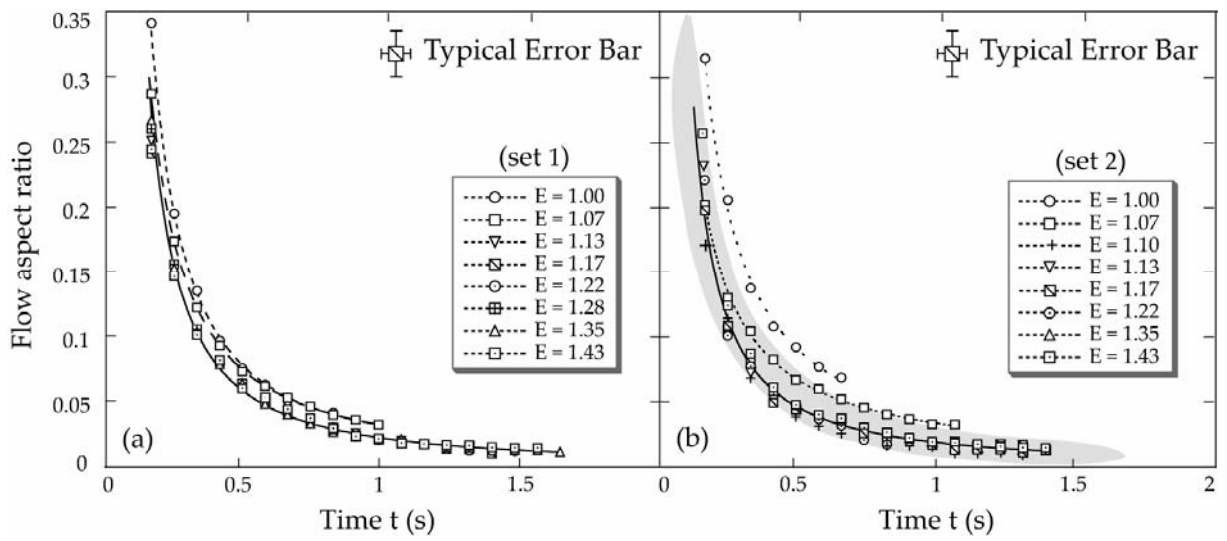 0.35
0.3
0.25
0.2
0.15
0.1
0.05
0
Flow aspect ratio
Typical Error Bar
(set 1)
E = 1.00
E = 1.07
E = 1.13
E = 1.17
E = 1.22
E = 1.28
E = 1.35
E = 1.43
(a)
0
0.5
1
1.5
Time t (s)
Typical Error Bar
(set 2)
E = 1.00
E = 1.07
E = 1.10
E = 1.13
E = 1.17
E = 1.22
E = 1.35
E = 1.43
(b)
0.5
1
1.5
2
Time t (s)